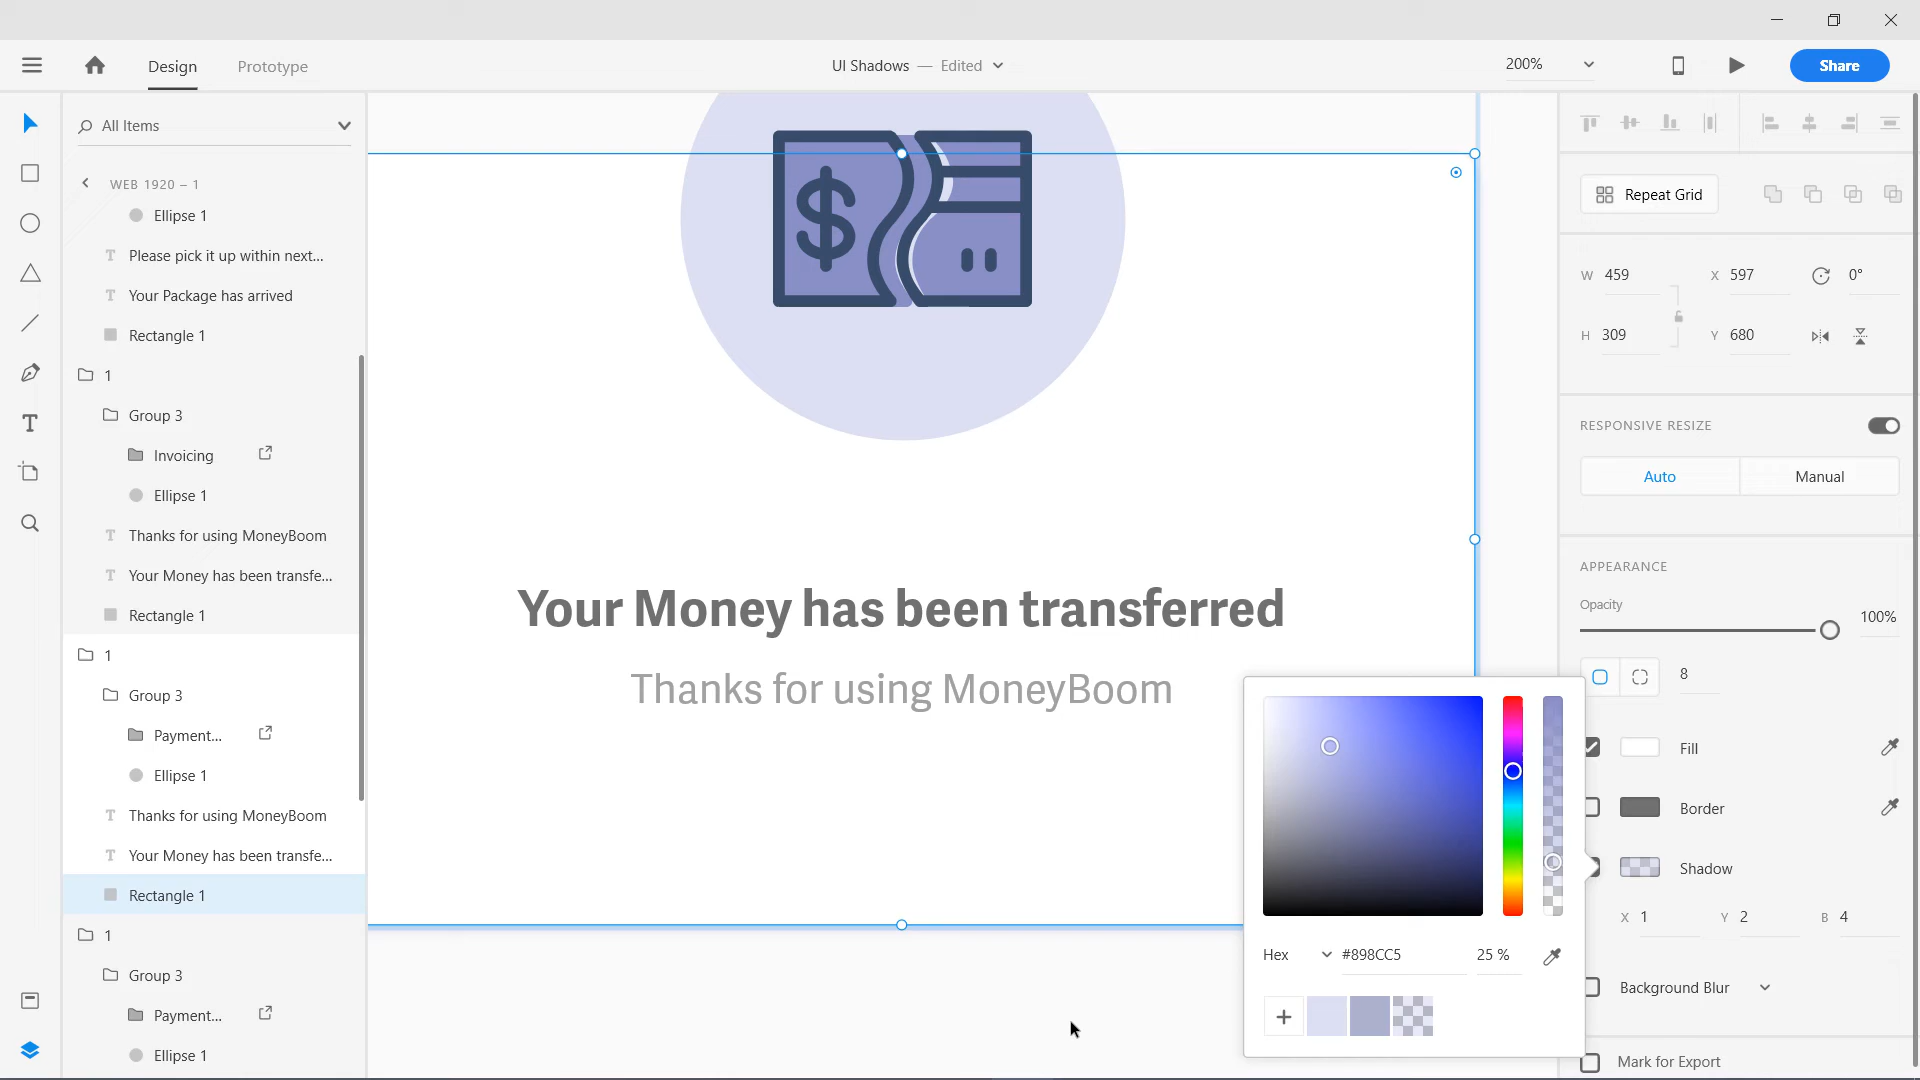 Design
Prototype
UI Shadows — Edited
200%
Share
All Items
WEB 1920 – 1
Ellipse 1
Please pick it up within next...
Your Package has arrived
Rectangle 1
1
Group 3
Invoicing
Ellipse 1
Thanks for using MoneyBoom
Your Money has been transfe...
Rectangle 1
1
Group 3
Payment...
Ellipse 1
Thanks for using MoneyBoom
Your Money has been transfe...
Rectangle 1
1
Group 3
Payment...
Ellipse 1
$
Your Money has been transferred
Thanks for using MoneyBoom
Repeat Grid
W 459 X 597 0°
H 309 Y 680
RESPONSIVE RESIZE
Auto Manual
APPEARANCE
Opacity
100%
8
Fill
Border
Shadow
X 1 Y 2 B 4
Background Blur
Mark for Export
Hex #898CC5 25 %